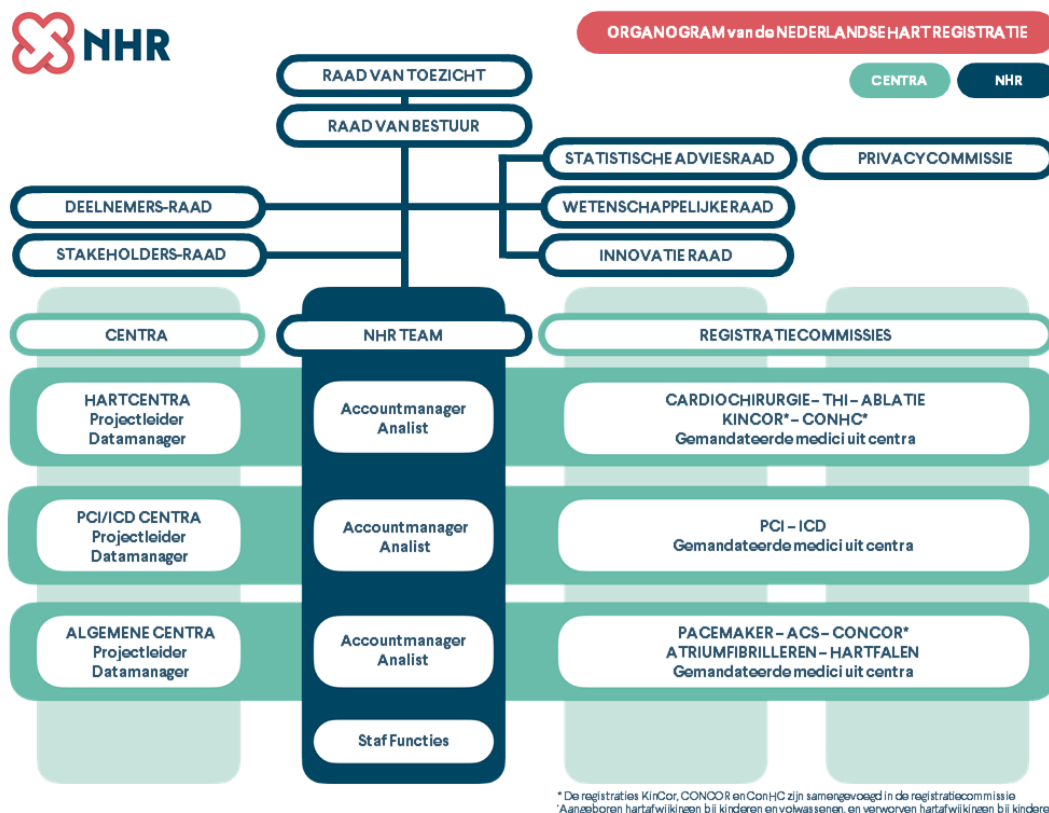 NHR
ORGANOGRAM van de NEDERLANDSE HART REGISTRATIE
CENTRA
NHR
RAAD VAN TOEZICHT
RAAD VAN BESTUUR
STATISTISCHE ADVIESRAAD
PRIVACYCOMMISSIE
DEELNEMERS-RAAD
WETENSCHAPPELIJKE RAAD
STAKEHOLDERS-RAAD
INNOVATIE RAAD
CENTRA
NHR TEAM
REGISTRATIECOMMISSIES
HARTCENTRA
Projectleider
Datamanager
Accountmanager
Analist
CARDIOCHIRURGIE – THI – ABLATIE
KINCOR* – CONHC*
Gemandateerde medici uit centra
PCI/ICD CENTRA
Projectleider
Datamanager
Accountmanager
Analist
PCI – ICD
Gemandateerde medici uit centra
ALGEMENE CENTRA
Projectleider
Datamanager
Accountmanager
Analist
PACEMAKER – ACS – CONCOR*
ATRIUMFIBRILLEREN – HARTFALEN
Gemandateerde medici uit centra
Staf Functies
* De registraties KinCor, CONCOR en ConHC zijn samengevoegd in de registratiecommissie
'Aangeboren hartafwijkingen bij kinderen en volwassenen, en verworven hartafwijkingen bij kindere